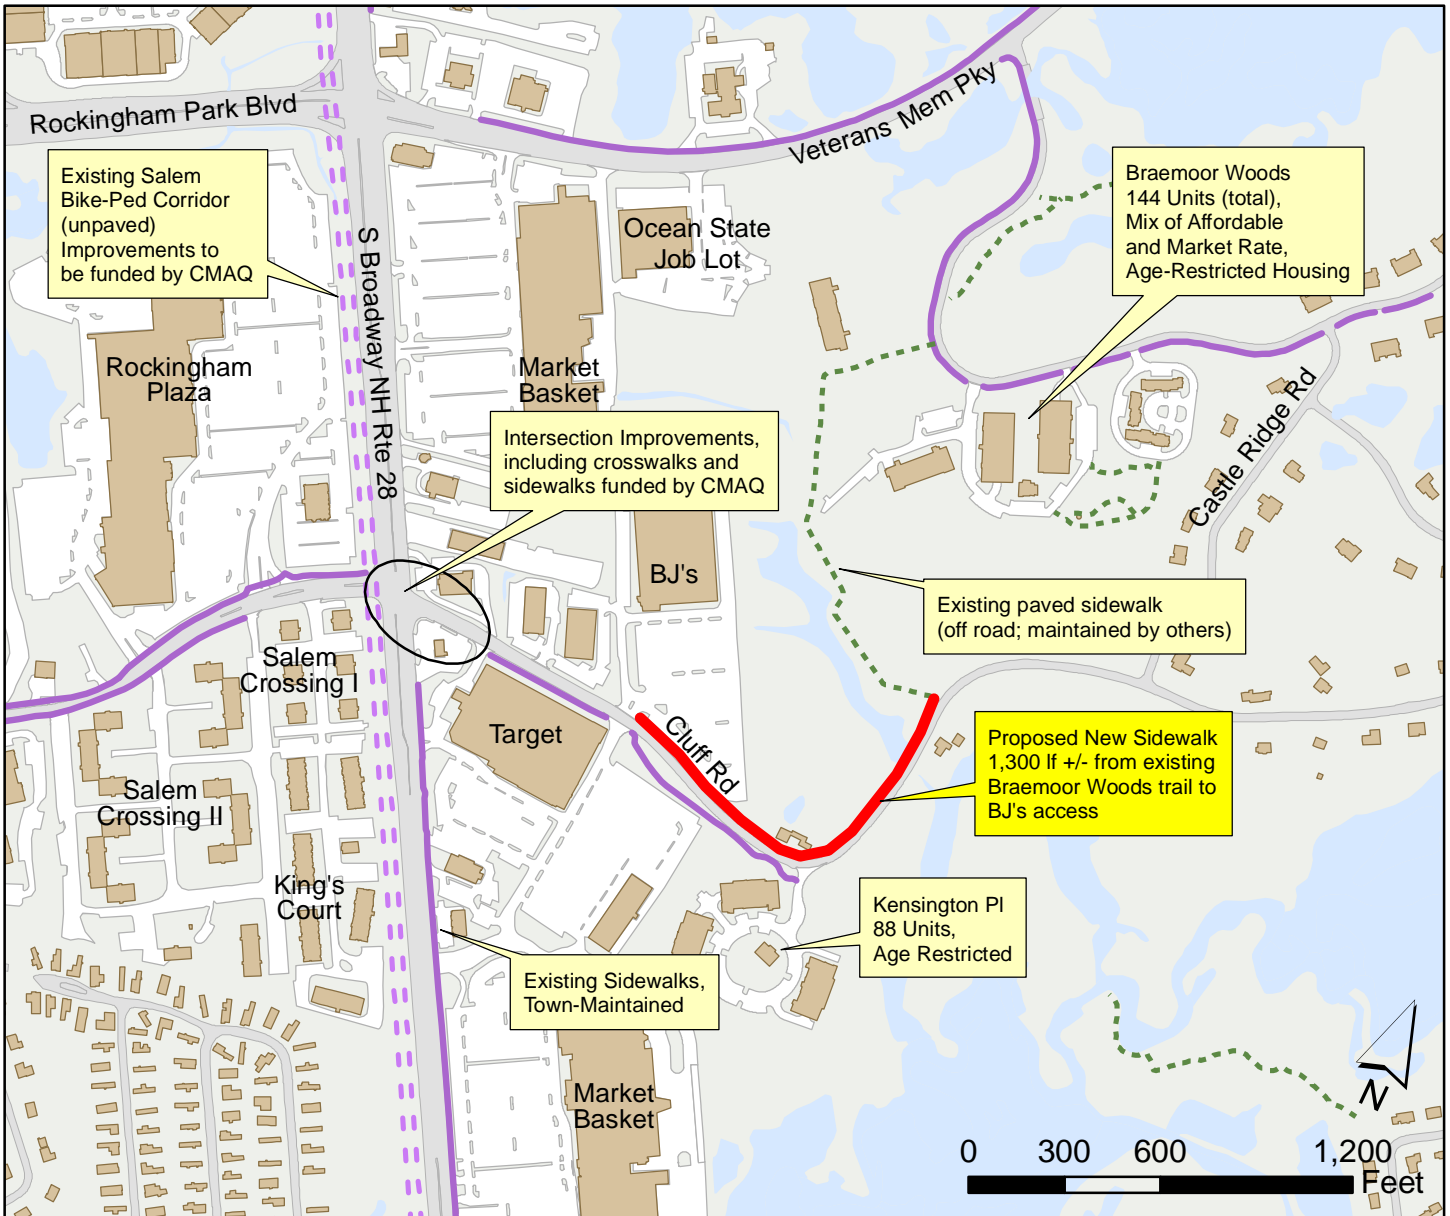 Rockingham Park Blvd
Veterans Mem Pky
Existing Salem
Bike-Ped Corridor
(unpaved)
Improvements to
be funded by CMAQ
Braemoor Woods
144 Units (total),
Mix of Affordable
and Market Rate,
Age-Restricted Housing
Ocean State
Job Lot
S Broadway NH Rte 28
Rockingham
Plaza
Market
Basket
Castle Ridge Rd
Intersection Improvements,
including crosswalks and
sidewalks funded by CMAQ
BJ's
Existing paved sidewalk
(off road; maintained by others)
Salem
Crossing I
Target
Cluff Rd
Proposed New Sidewalk
1,300 lf +/- from existing
Braemoor Woods trail to
BJ's access
Salem
Crossing II
King's
Court
Kensington Pl
88 Units,
Age Restricted
Existing Sidewalks,
Town-Maintained
Market
Basket
N
0 300 600 1,200
Feet